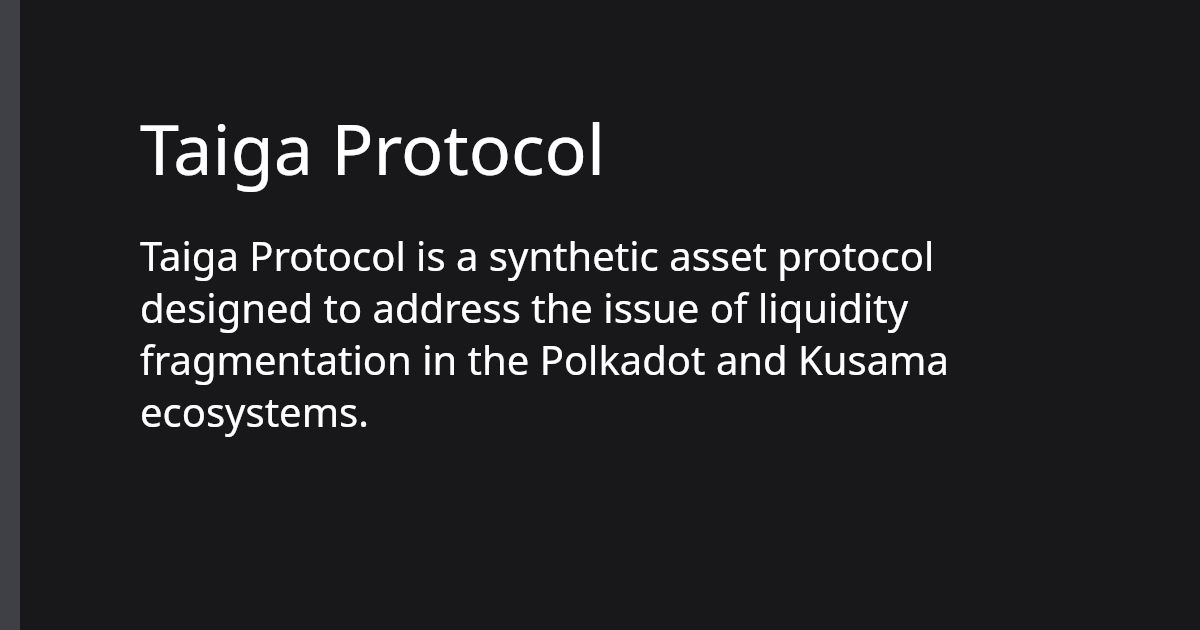 Taiga Protocol
Taiga Protocol is a synthetic asset protocol
designed to address the issue of liquidity
fragmentation in the Polkadot and Kusama
ecosystems.